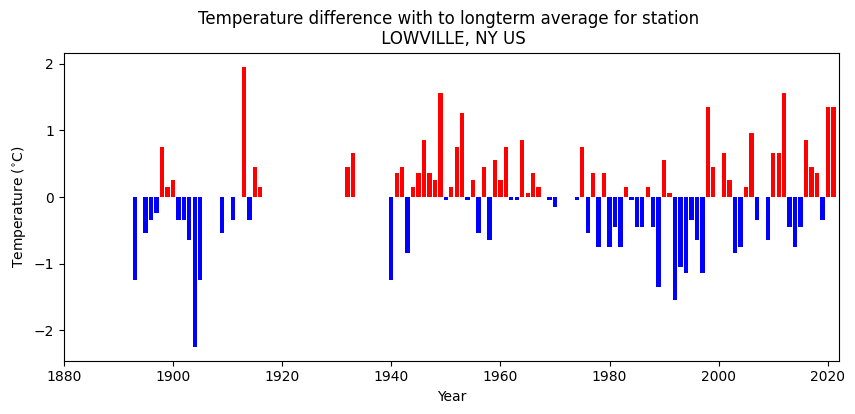 Temperature difference with to longterm average for station
LOWVILLE, NY US
2
1
0
−1
−2
Temperature (°C)
1880 1900 1920 1940 1960 1980 2000 2020
Year